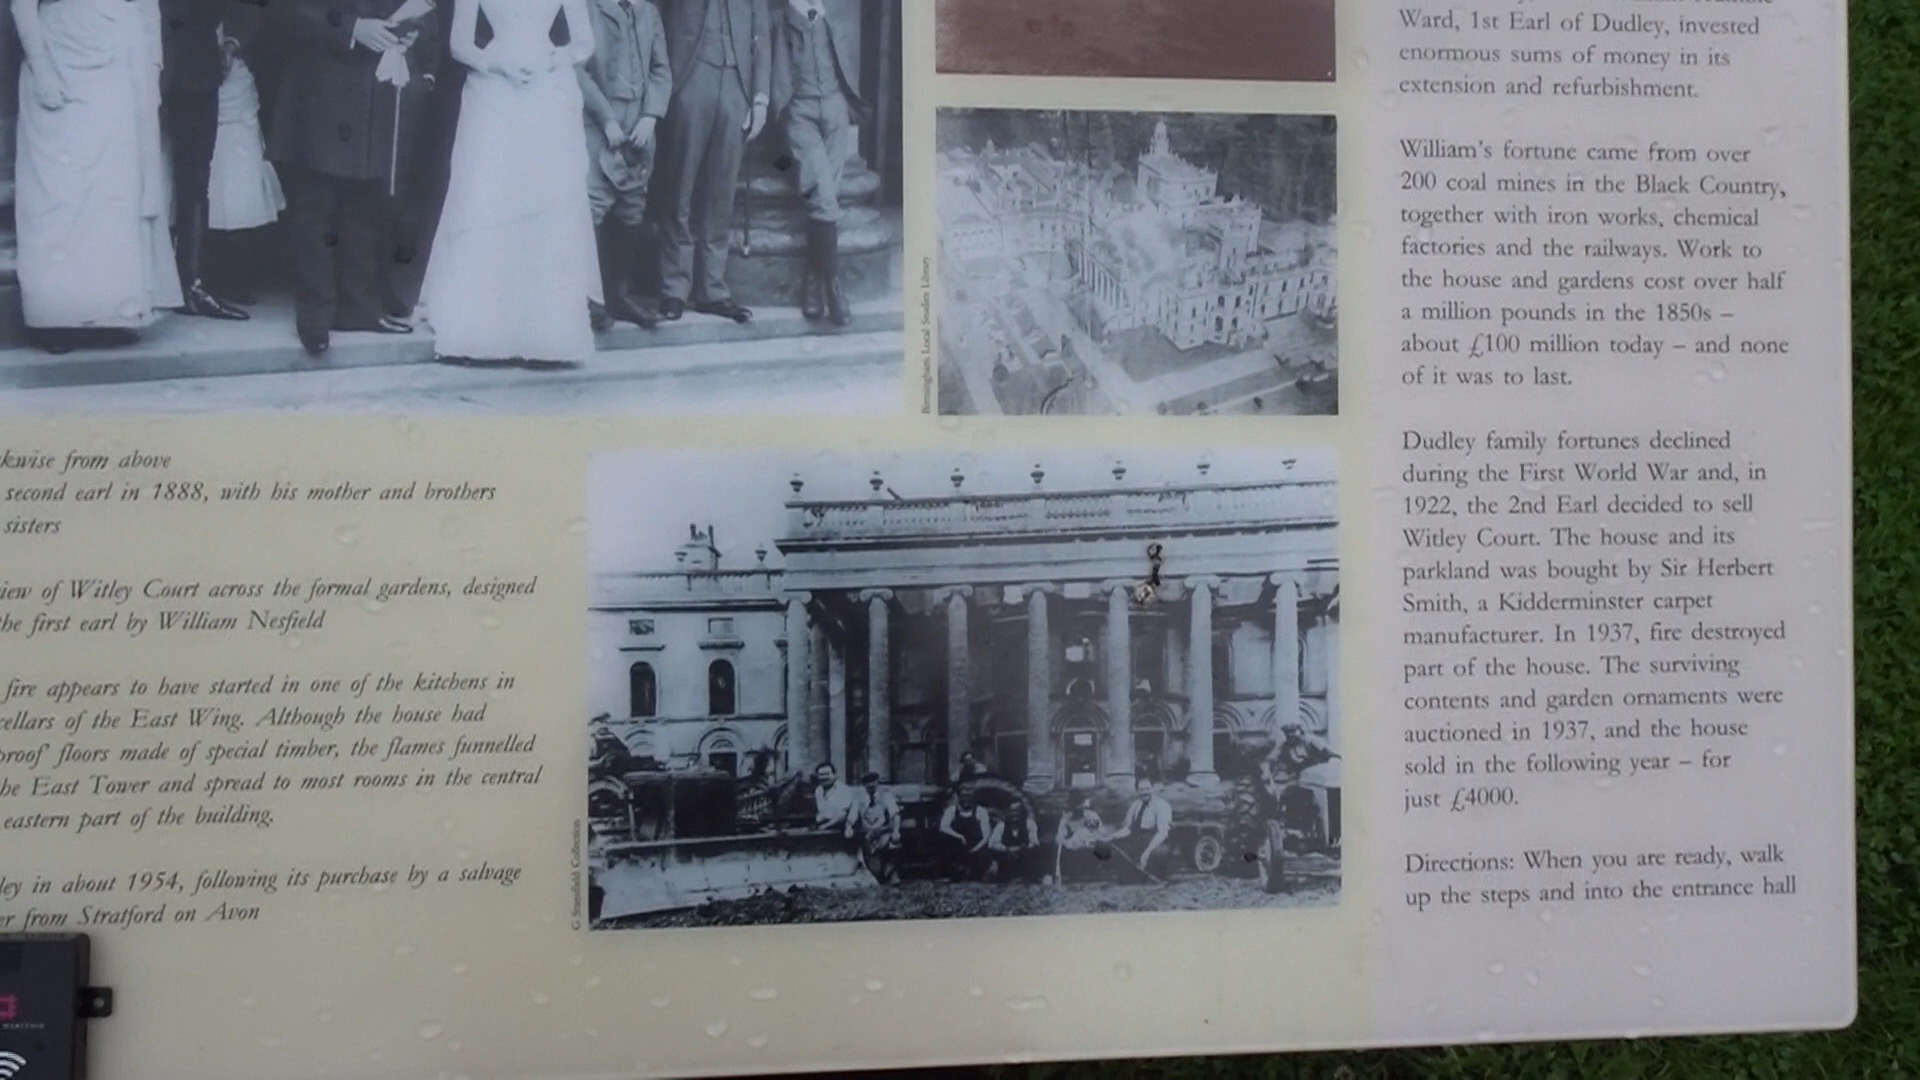 Ward, 1st Earl of Dudley, invested
enormous sums of money in its
extension and refurbishment.
William's fortune came from over
200 coal mines in the Black Country,
together with iron works, chemical
factories and the railways. Work to
the house and gardens cost over half
a million pounds in the 1850s –
about £100 million today – and none
of it was to last.
Dudley family fortunes declined
during the First World War and, in
1922, the 2nd Earl decided to sell
Witley Court. The house and its
parkland was bought by Sir Herbert
Smith, a Kidderminster carpet
manufacturer. In 1937, fire destroyed
part of the house. The surviving
contents and garden ornaments were
auctioned in 1937, and the house
sold in the following year – for
just £4000.
Directions: When you are ready, walk
up the steps and into the entrance hall
Birmingham Local Studies Library
kwise from above
second earl in 1888, with his mother and brothers
sisters
iew of Witley Court across the formal gardens, designed
he first earl by William Nesfield
fire appears to have started in one of the kitchens in
cellars of the East Wing. Although the house had
proof' floors made of special timber, the flames funnelled
he East Tower and spread to most rooms in the central
eastern part of the building.
ley in about 1954, following its purchase by a salvage
er from Stratford on Avon